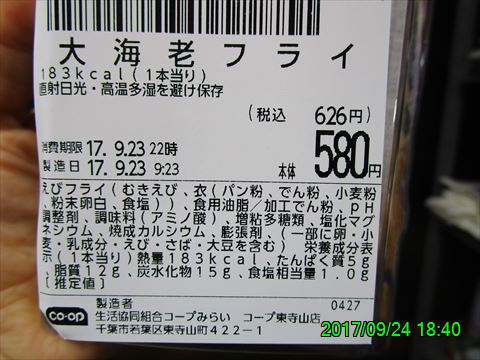 大海老フライ
183kcal(1本当り)
直射日光・高温多湿を避け保存
(税込 626円)
消費期限 17. 9.23 22時
製造日 17. 9.23 9:23
本体 580円
えびフライ(むきえび、衣(パン粉、でん粉、小麦粉
、粉末卵白、食塩))、食用油脂/加工でん粉、pH
調整剤、調味料(アミノ酸)、増粘多糖類、塩化マグ
ネシウム、焼成カルシウム、膨張剤、(一部に卵・小
麦・乳成分・えび・さば・大豆を含む) 栄養成分表
示(1本当り)熱量183kcal、たんぱく質5g
、脂質12g、炭水化物15g、食塩相当量1.0g
[推定値]
製造者 0427
co-op 生活協同組合コープみらい コープ東寺山店
千葉市若葉区東寺山町422-1
2017/09/24 18:40